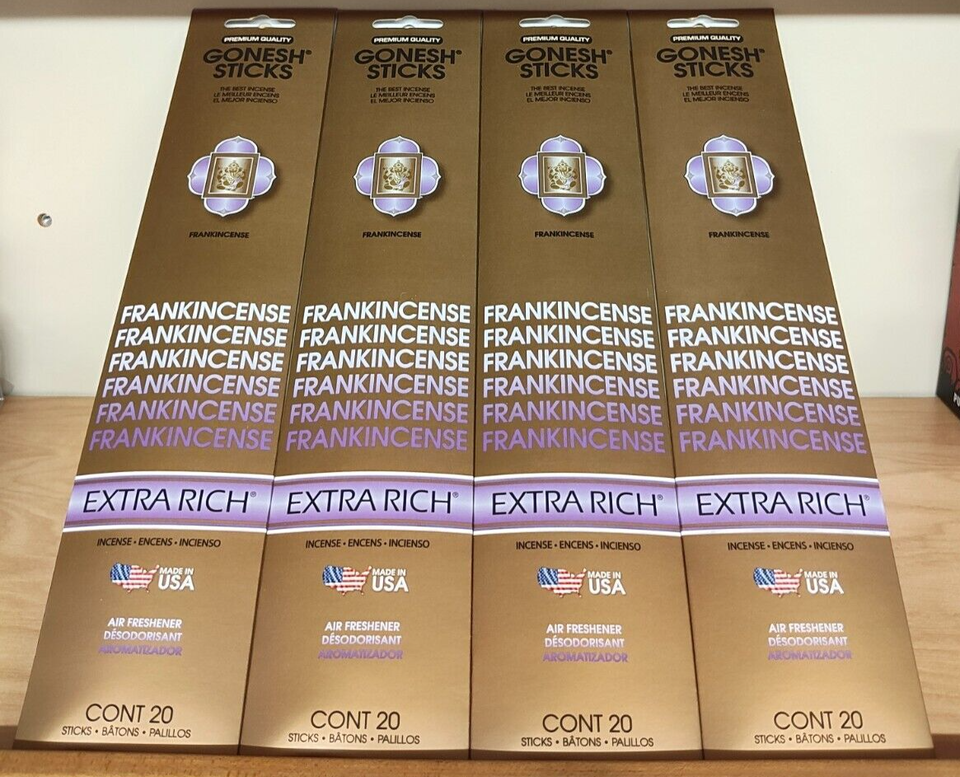 PREMIUM QUALITY
GONESH®
STICKS
THE BEST INCENSE
LE MEILLEUR ENCENS
EL MEJOR INCIENSO
FRANKINCENSE
FRANKINCENSE
FRANKINCENSE
FRANKINCENSE
FRANKINCENSE
FRANKINCENSE
FRANKINCENSE
EXTRA RICH®
INCENSE • ENCENS • INCIENSO
MADE IN
USA
AIR FRESHENER
DÉSODORISANT
AROMATIZADOR
CONT 20
STICKS • BÂTONS • PALILLOS
PREMIUM QUALITY
GONESH®
STICKS
THE BEST INCENSE
LE MEILLEUR ENCENS
EL MEJOR INCIENSO
FRANKINCENSE
FRANKINCENSE
FRANKINCENSE
FRANKINCENSE
FRANKINCENSE
FRANKINCENSE
FRANKINCENSE
EXTRA RICH®
INCENSE • ENCENS • INCIENSO
MADE IN
USA
AIR FRESHENER
DÉSODORISANT
AROMATIZADOR
CONT 20
STICKS • BÂTONS • PALILLOS
PREMIUM QUALITY
GONESH®
STICKS
THE BEST INCENSE
LE MEILLEUR ENCENS
EL MEJOR INCIENSO
FRANKINCENSE
FRANKINCENSE
FRANKINCENSE
FRANKINCENSE
FRANKINCENSE
FRANKINCENSE
FRANKINCENSE
EXTRA RICH®
INCENSE • ENCENS • INCIENSO
MADE IN
USA
AIR FRESHENER
DÉSODORISANT
AROMATIZADOR
CONT 20
STICKS • BÂTONS • PALILLOS
PREMIUM QUALITY
GONESH®
STICKS
THE BEST INCENSE
LE MEILLEUR ENCENS
EL MEJOR INCIENSO
FRANKINCENSE
FRANKINCENSE
FRANKINCENSE
FRANKINCENSE
FRANKINCENSE
FRANKINCENSE
FRANKINCENSE
EXTRA RICH®
INCENSE • ENCENS • INCIENSO
MADE IN
USA
AIR FRESHENER
DÉSODORISANT
AROMATIZADOR
CONT 20
STICKS • BÂTONS • PALILLOS